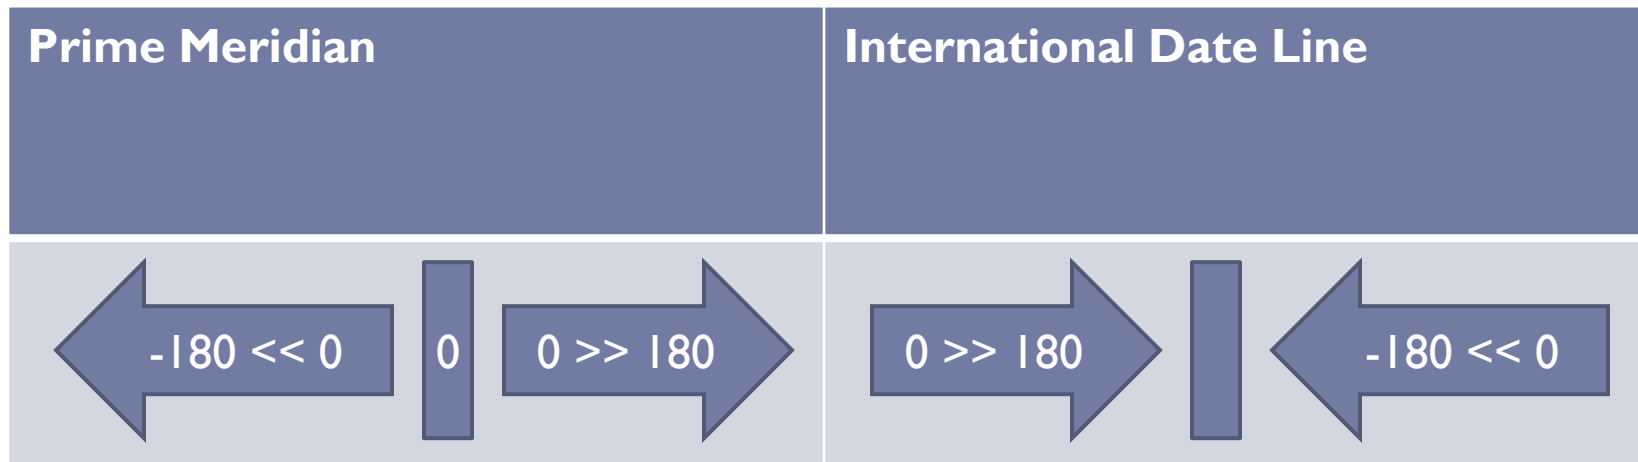 Prime Meridian
International Date Line
-180 << 0
0
0 >> 180
0 >> 180
-180 << 0